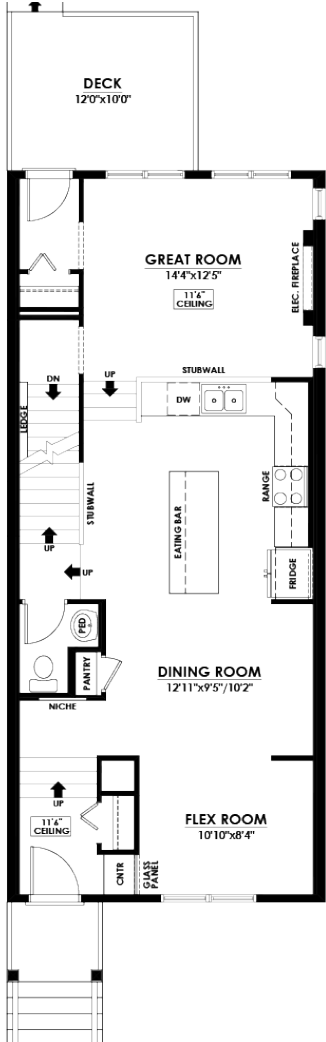 DECK
12'0"x10'0"
GREAT ROOM
14'4"x12'5"
11'6"
CEILING
ELEC. FIREPLACE
STUBWALL
DN
UP
LEDGE
DW
STUBWALL
RANGE
EATING BAR
UP
UP
FRIDGE
PED
PANTRY
DINING ROOM
12'11"x9'5"/10'2"
NICHE
UP
11'6"
CEILING
FLEX ROOM
10'10"x8'4"
CNTR
GLASS
PANEL